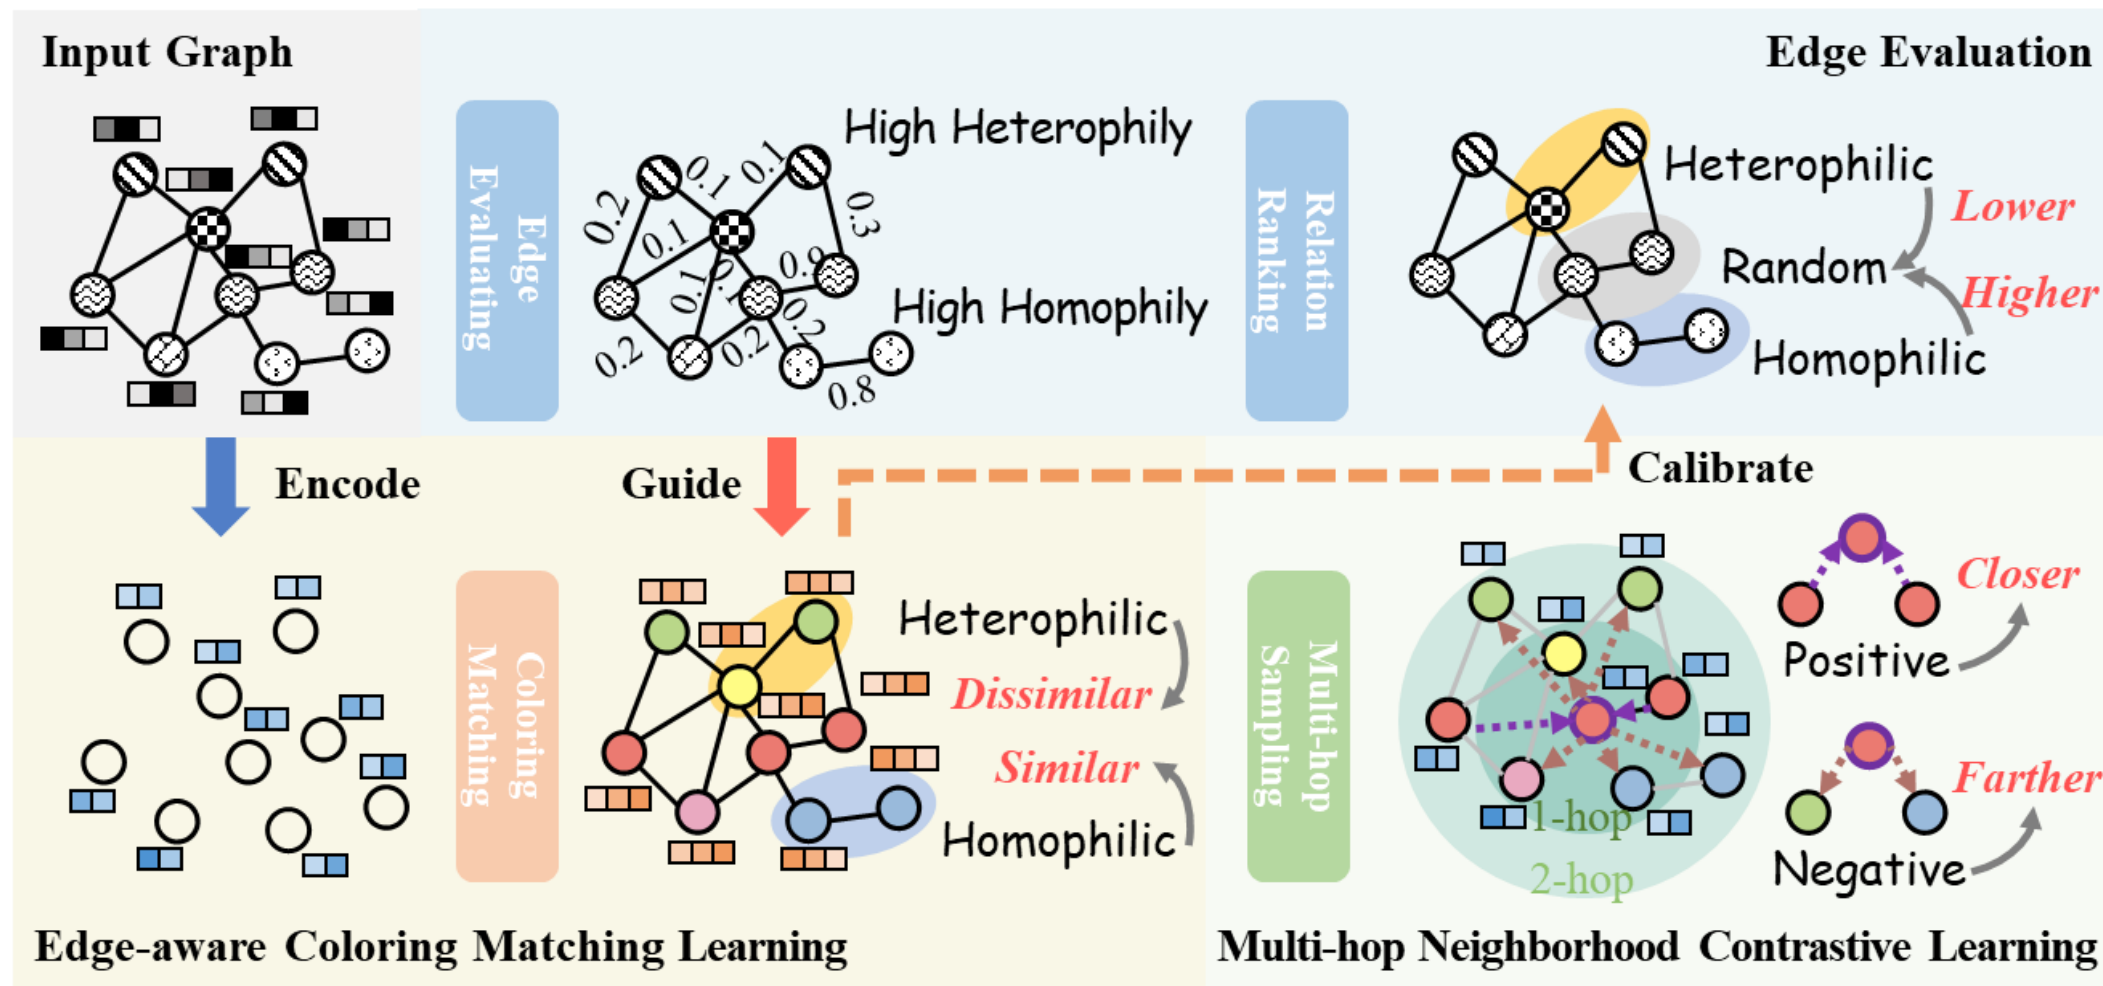 Input Graph
Edge Evaluation
Edge
Evaluating
0.2
0.1
0.1
0.3
0.1
0.1
0.1
0.9
0.2
0.2
0.2
0.8
High Heterophily
High Homophily
Relation
Ranking
Heterophilic
Lower
Random
Higher
Homophilic
Encode
Guide
Calibrate
Coloring
Matching
Heterophilic
Dissimilar
Similar
Homophilic
Multi-hop
Sampling
1-hop
2-hop
Closer
Positive
Farther
Negative
Edge-aware Coloring Matching Learning
Multi-hop Neighborhood Contrastive Learning